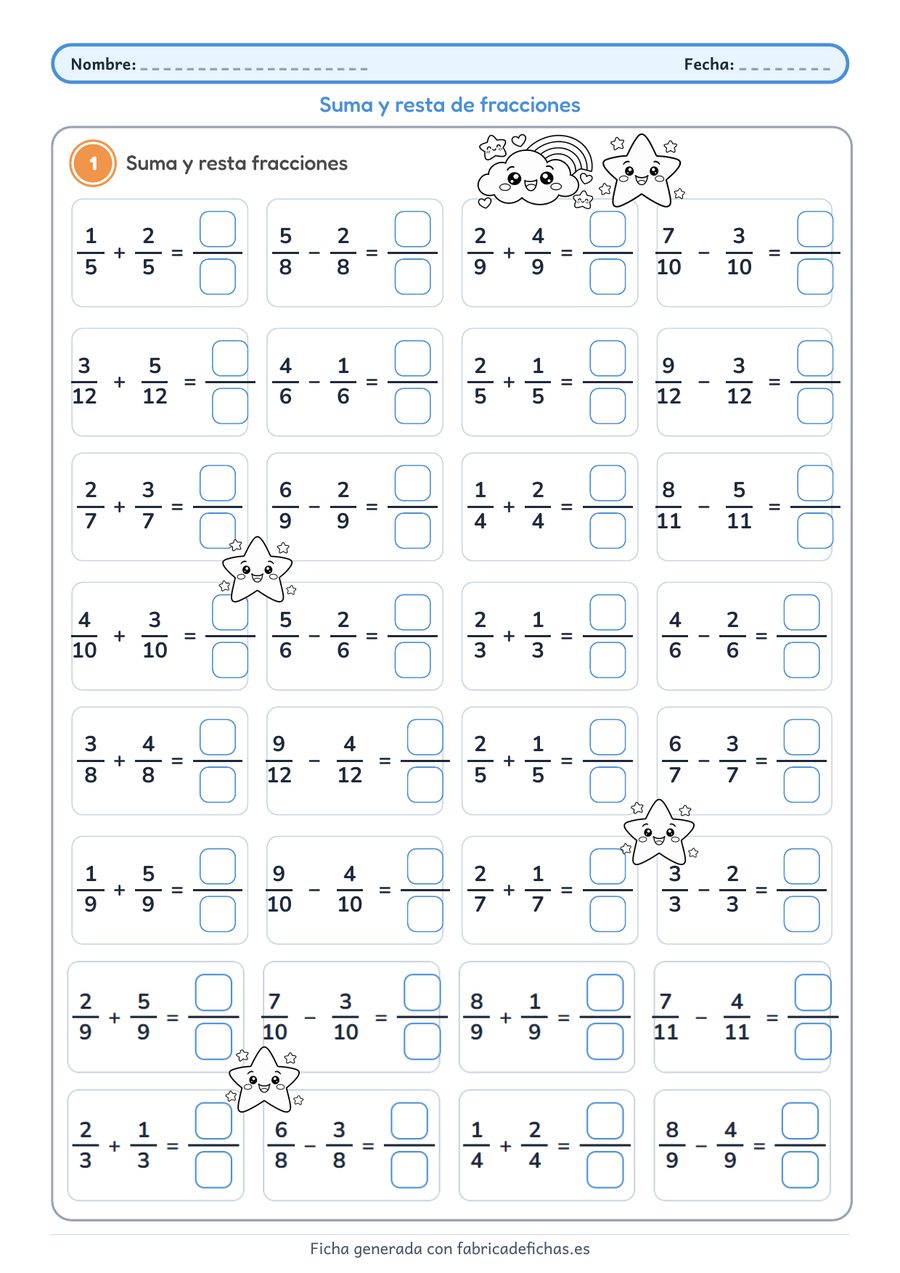 Nombre: Fecha:
Suma y resta de fracciones
1 Suma y resta fracciones
1/5 + 2/5 = 5/8 − 2/8 = 2/9 + 4/9 = 7/10 − 3/10 =
3/12 + 5/12 = 4/6 − 1/6 = 2/5 + 1/5 = 9/12 − 3/12 =
2/7 + 3/7 = 6/9 − 2/9 = 1/4 + 2/4 = 8/11 − 5/11 =
4/10 + 3/10 = 5/6 − 2/6 = 2/3 + 1/3 = 4/6 − 2/6 =
3/8 + 4/8 = 9/12 − 4/12 = 2/5 + 1/5 = 6/7 − 3/7 =
1/9 + 5/9 = 9/10 − 4/10 = 2/7 + 1/7 = 3/3 − 2/3 =
2/9 + 5/9 = 7/10 − 3/10 = 8/9 + 1/9 = 7/11 − 4/11 =
2/3 + 1/3 = 6/8 − 3/8 = 1/4 + 2/4 = 8/9 − 4/9 =
Ficha generada con fabricadefichas.es